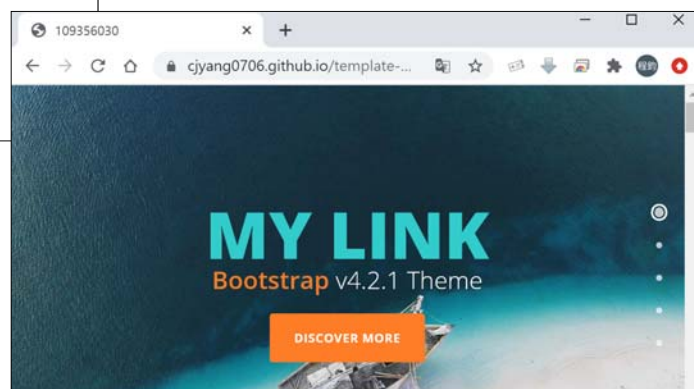 109356030
cjyang0706.github.io/template-...
MY LINK
Bootstrap v4.2.1 Theme
DISCOVER MORE